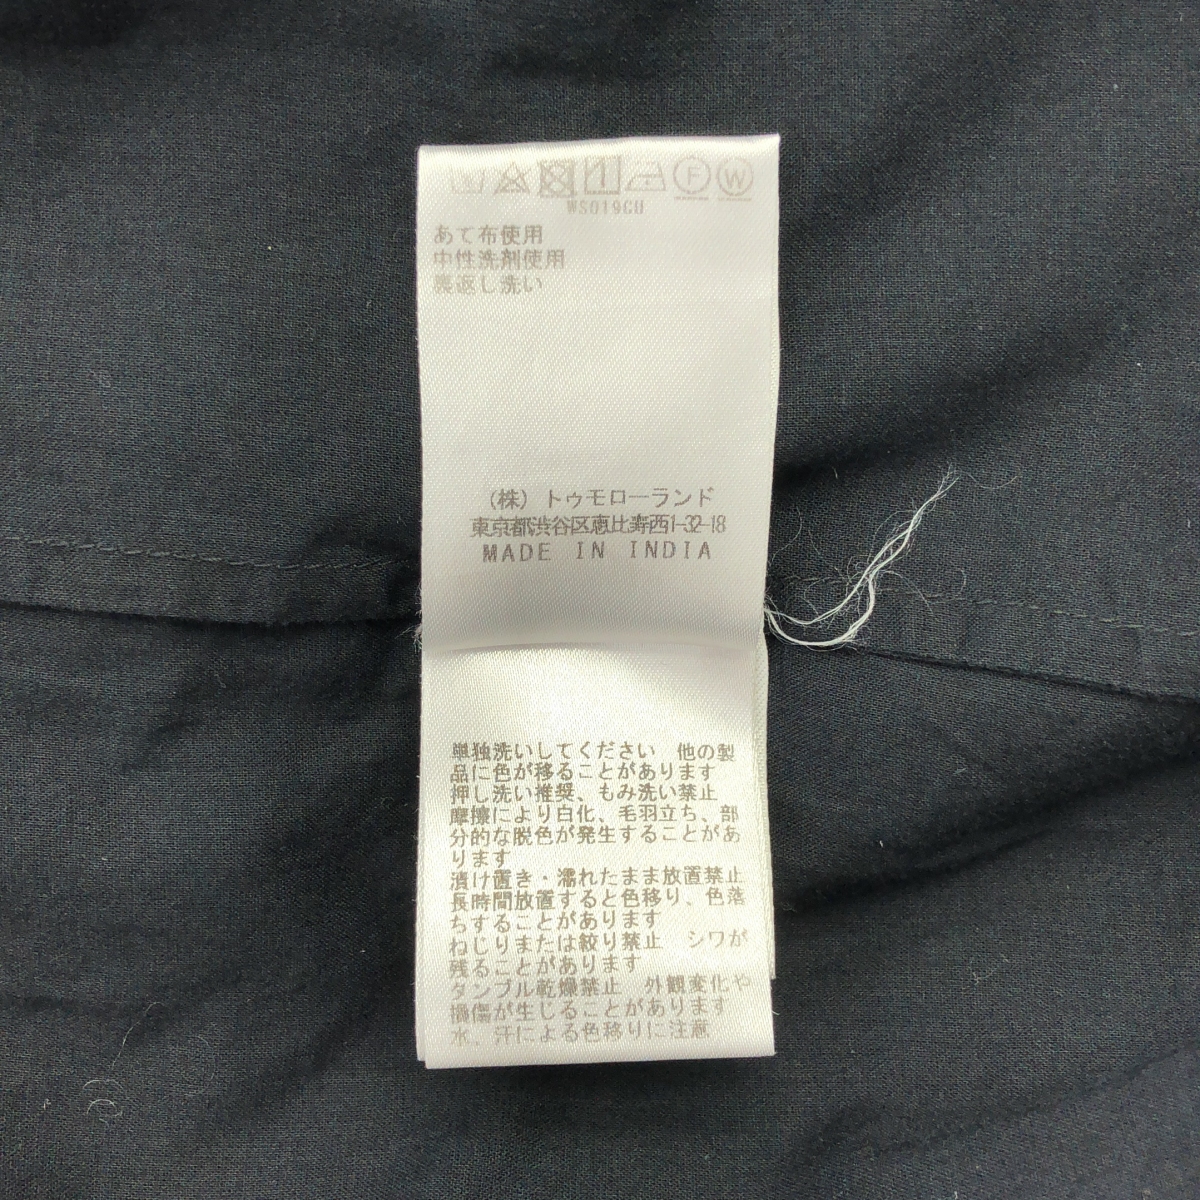 F W
WS019GH
あて布使用
中性洗剤使用
裏返し洗い
(株)トゥモローランド
東京都渋谷区恵比寿西1-32-18
MADE IN INDIA
単独洗いしてください 他の製
品に色が移ることがあります
押し洗い推奨、もみ洗い禁止
摩擦により白化、毛羽立ち、部
分的な脱色が発生することがあ
ります
漬け置き・濡れたまま放置禁止
長時間放置すると色移り、色落
ちすることがあります
ねじりまたは絞り禁止 シワが
残ることがあります
タンブル乾燥禁止 外観変化や
損傷が生じることがあります
水、汗による色移りに注意